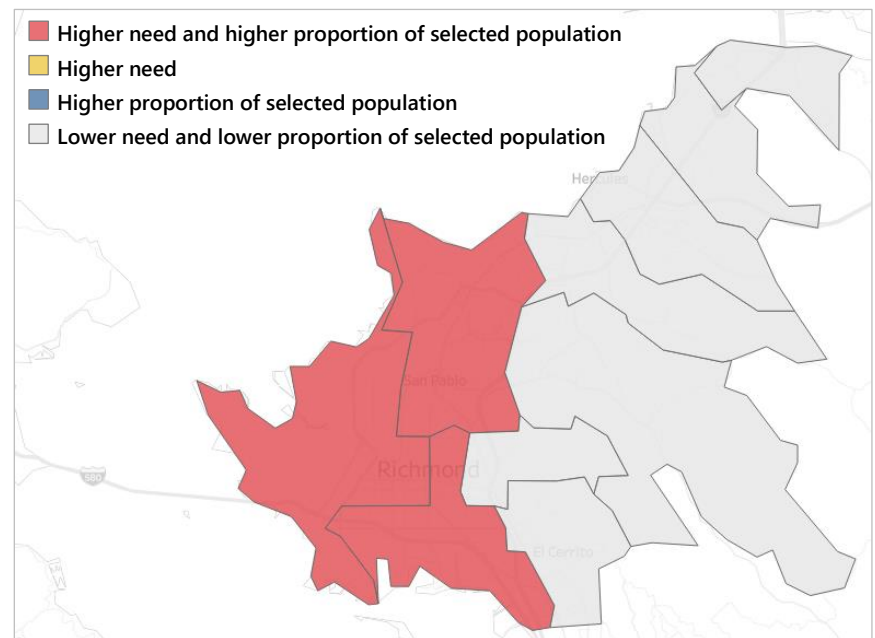 Higher need and higher proportion of selected population
Higher need
Higher proportion of selected population
Lower need and lower proportion of selected population
Hercules
San Pablo
Richmond
580
El Cerrito